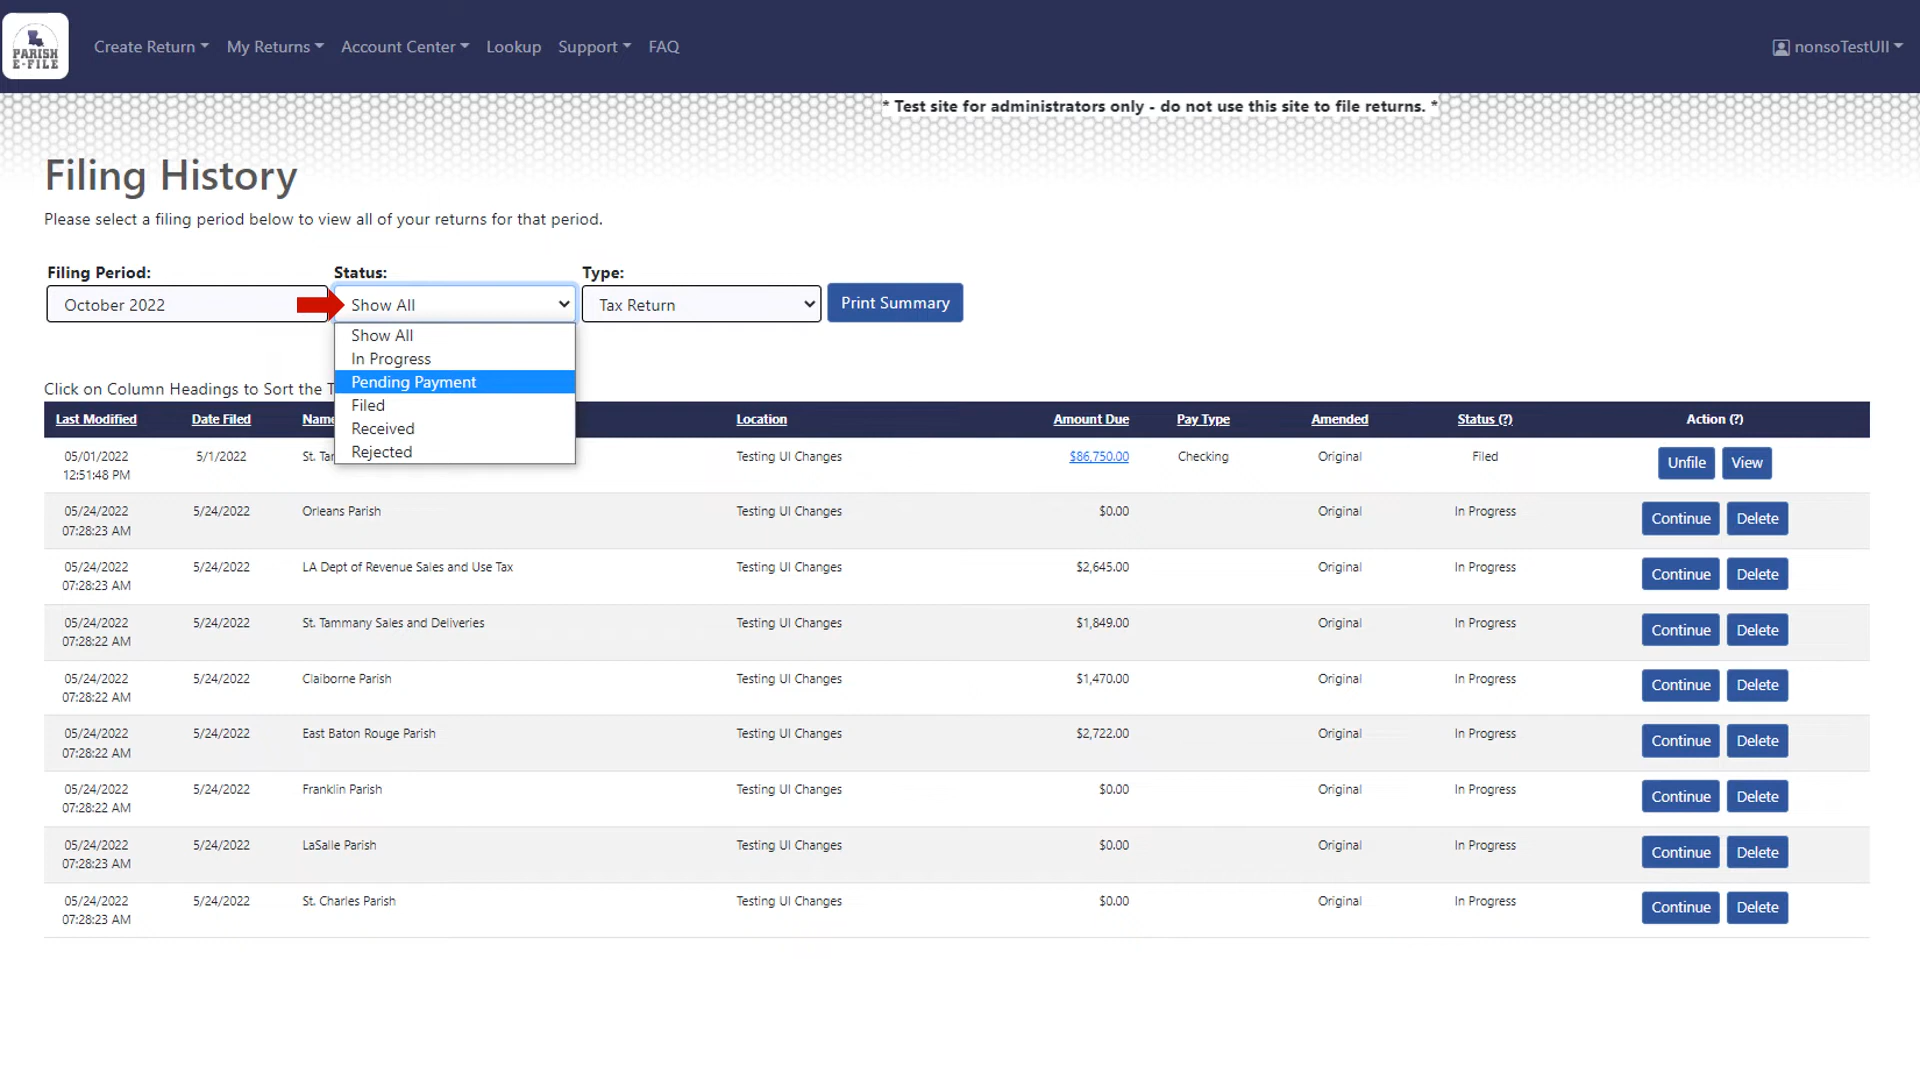 PARISH
E-FILE
Create Return
My Returns
Account Center
Lookup
Support
FAQ
nonsoTestUII
* Test site for administrators only - do not use this site to file returns. *
Filing History
Please select a filing period below to view all of your returns for that period.
Filing Period: Status: Type:
October 2022 Show All Tax Return Print Summary
Show All
In Progress
Pending Payment
Filed
Received
Rejected
Click on Column Headings to Sort the
Last Modified Date Filed Name Location Amount Due Pay Type Amended Status (?) Action (?)
05/01/2022 5/1/2022 St. Testing UI Changes $86,750.00 Checking Original Filed Unfile View
12:51:48 PM
05/24/2022 5/24/2022 Orleans Parish Testing UI Changes $0.00 Original In Progress Continue Delete
07:28:23 AM
05/24/2022 5/24/2022 LA Dept of Revenue Sales and Use Tax Testing UI Changes $2,645.00 Original In Progress Continue Delete
07:28:23 AM
05/24/2022 5/24/2022 St. Tammany Sales and Deliveries Testing UI Changes $1,849.00 Original In Progress Continue Delete
07:28:22 AM
05/24/2022 5/24/2022 Claiborne Parish Testing UI Changes $1,470.00 Original In Progress Continue Delete
07:28:22 AM
05/24/2022 5/24/2022 East Baton Rouge Parish Testing UI Changes $2,722.00 Original In Progress Continue Delete
07:28:22 AM
05/24/2022 5/24/2022 Franklin Parish Testing UI Changes $0.00 Original In Progress Continue Delete
07:28:22 AM
05/24/2022 5/24/2022 LaSalle Parish Testing UI Changes $0.00 Original In Progress Continue Delete
07:28:23 AM
05/24/2022 5/24/2022 St. Charles Parish Testing UI Changes $0.00 Original In Progress Continue Delete
07:28:23 AM